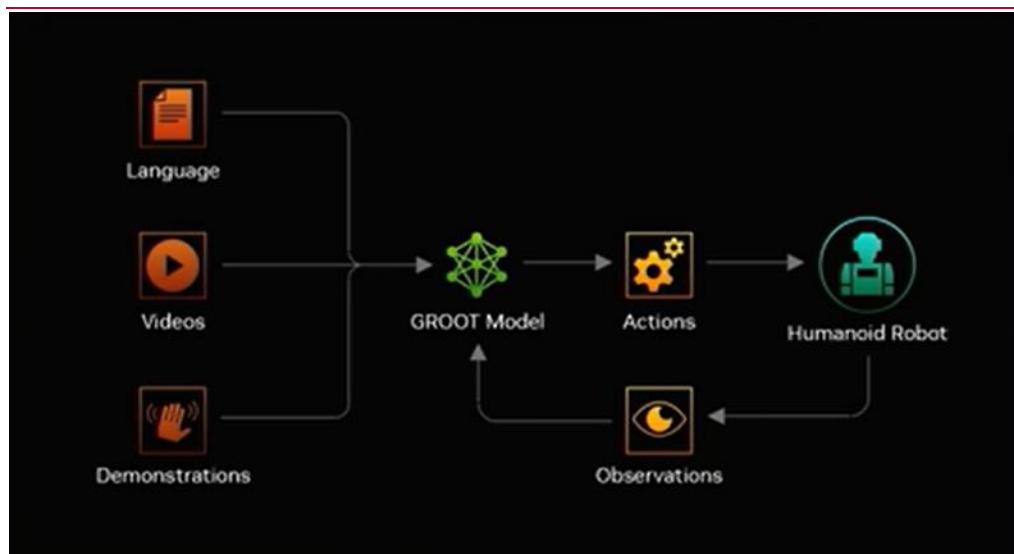 Language
Videos
GROOT Model
Actions
Humanoid Robot
Demonstrations
Observations